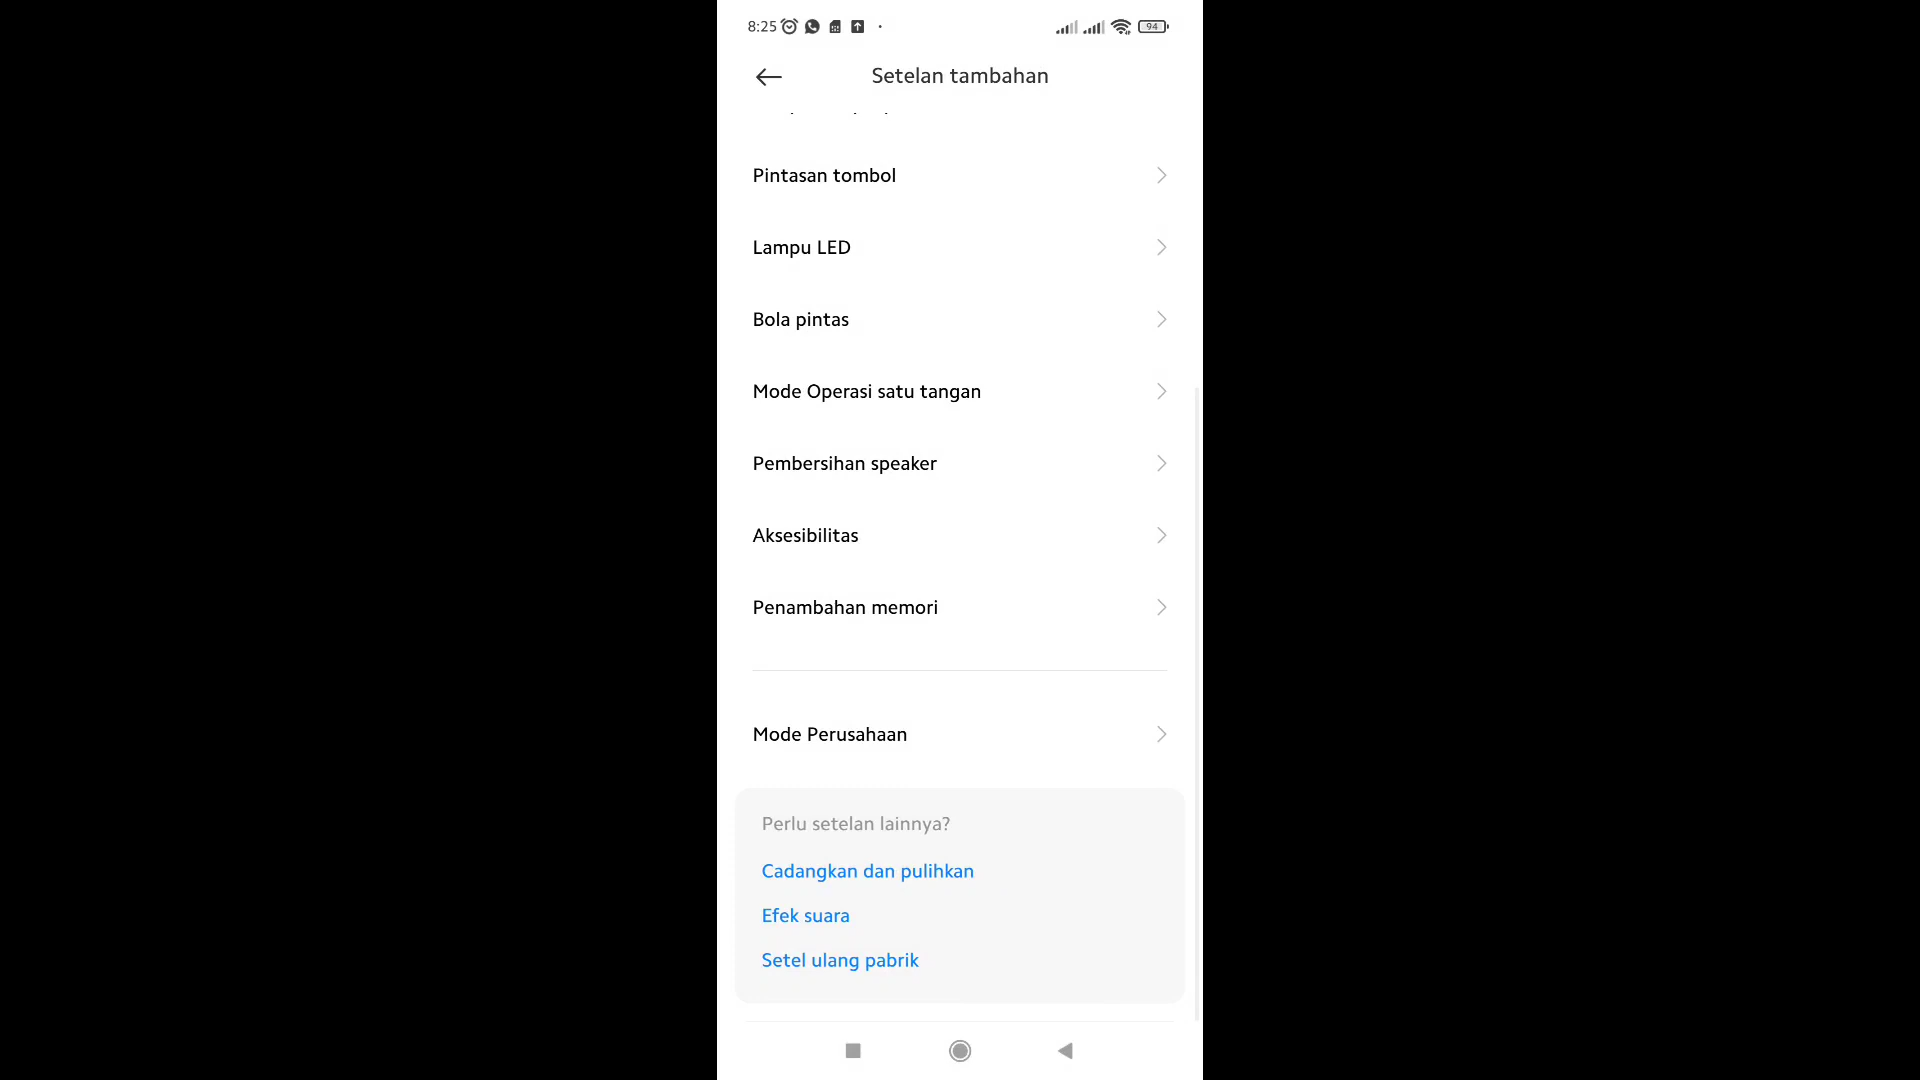 8:25
94
Setelan tambahan
Pintasan tombol
Lampu LED
Bola pintas
Mode Operasi satu tangan
Pembersihan speaker
Aksesibilitas
Penambahan memori
Mode Perusahaan
Perlu setelan lainnya?
Cadangkan dan pulihkan
Efek suara
Setel ulang pabrik